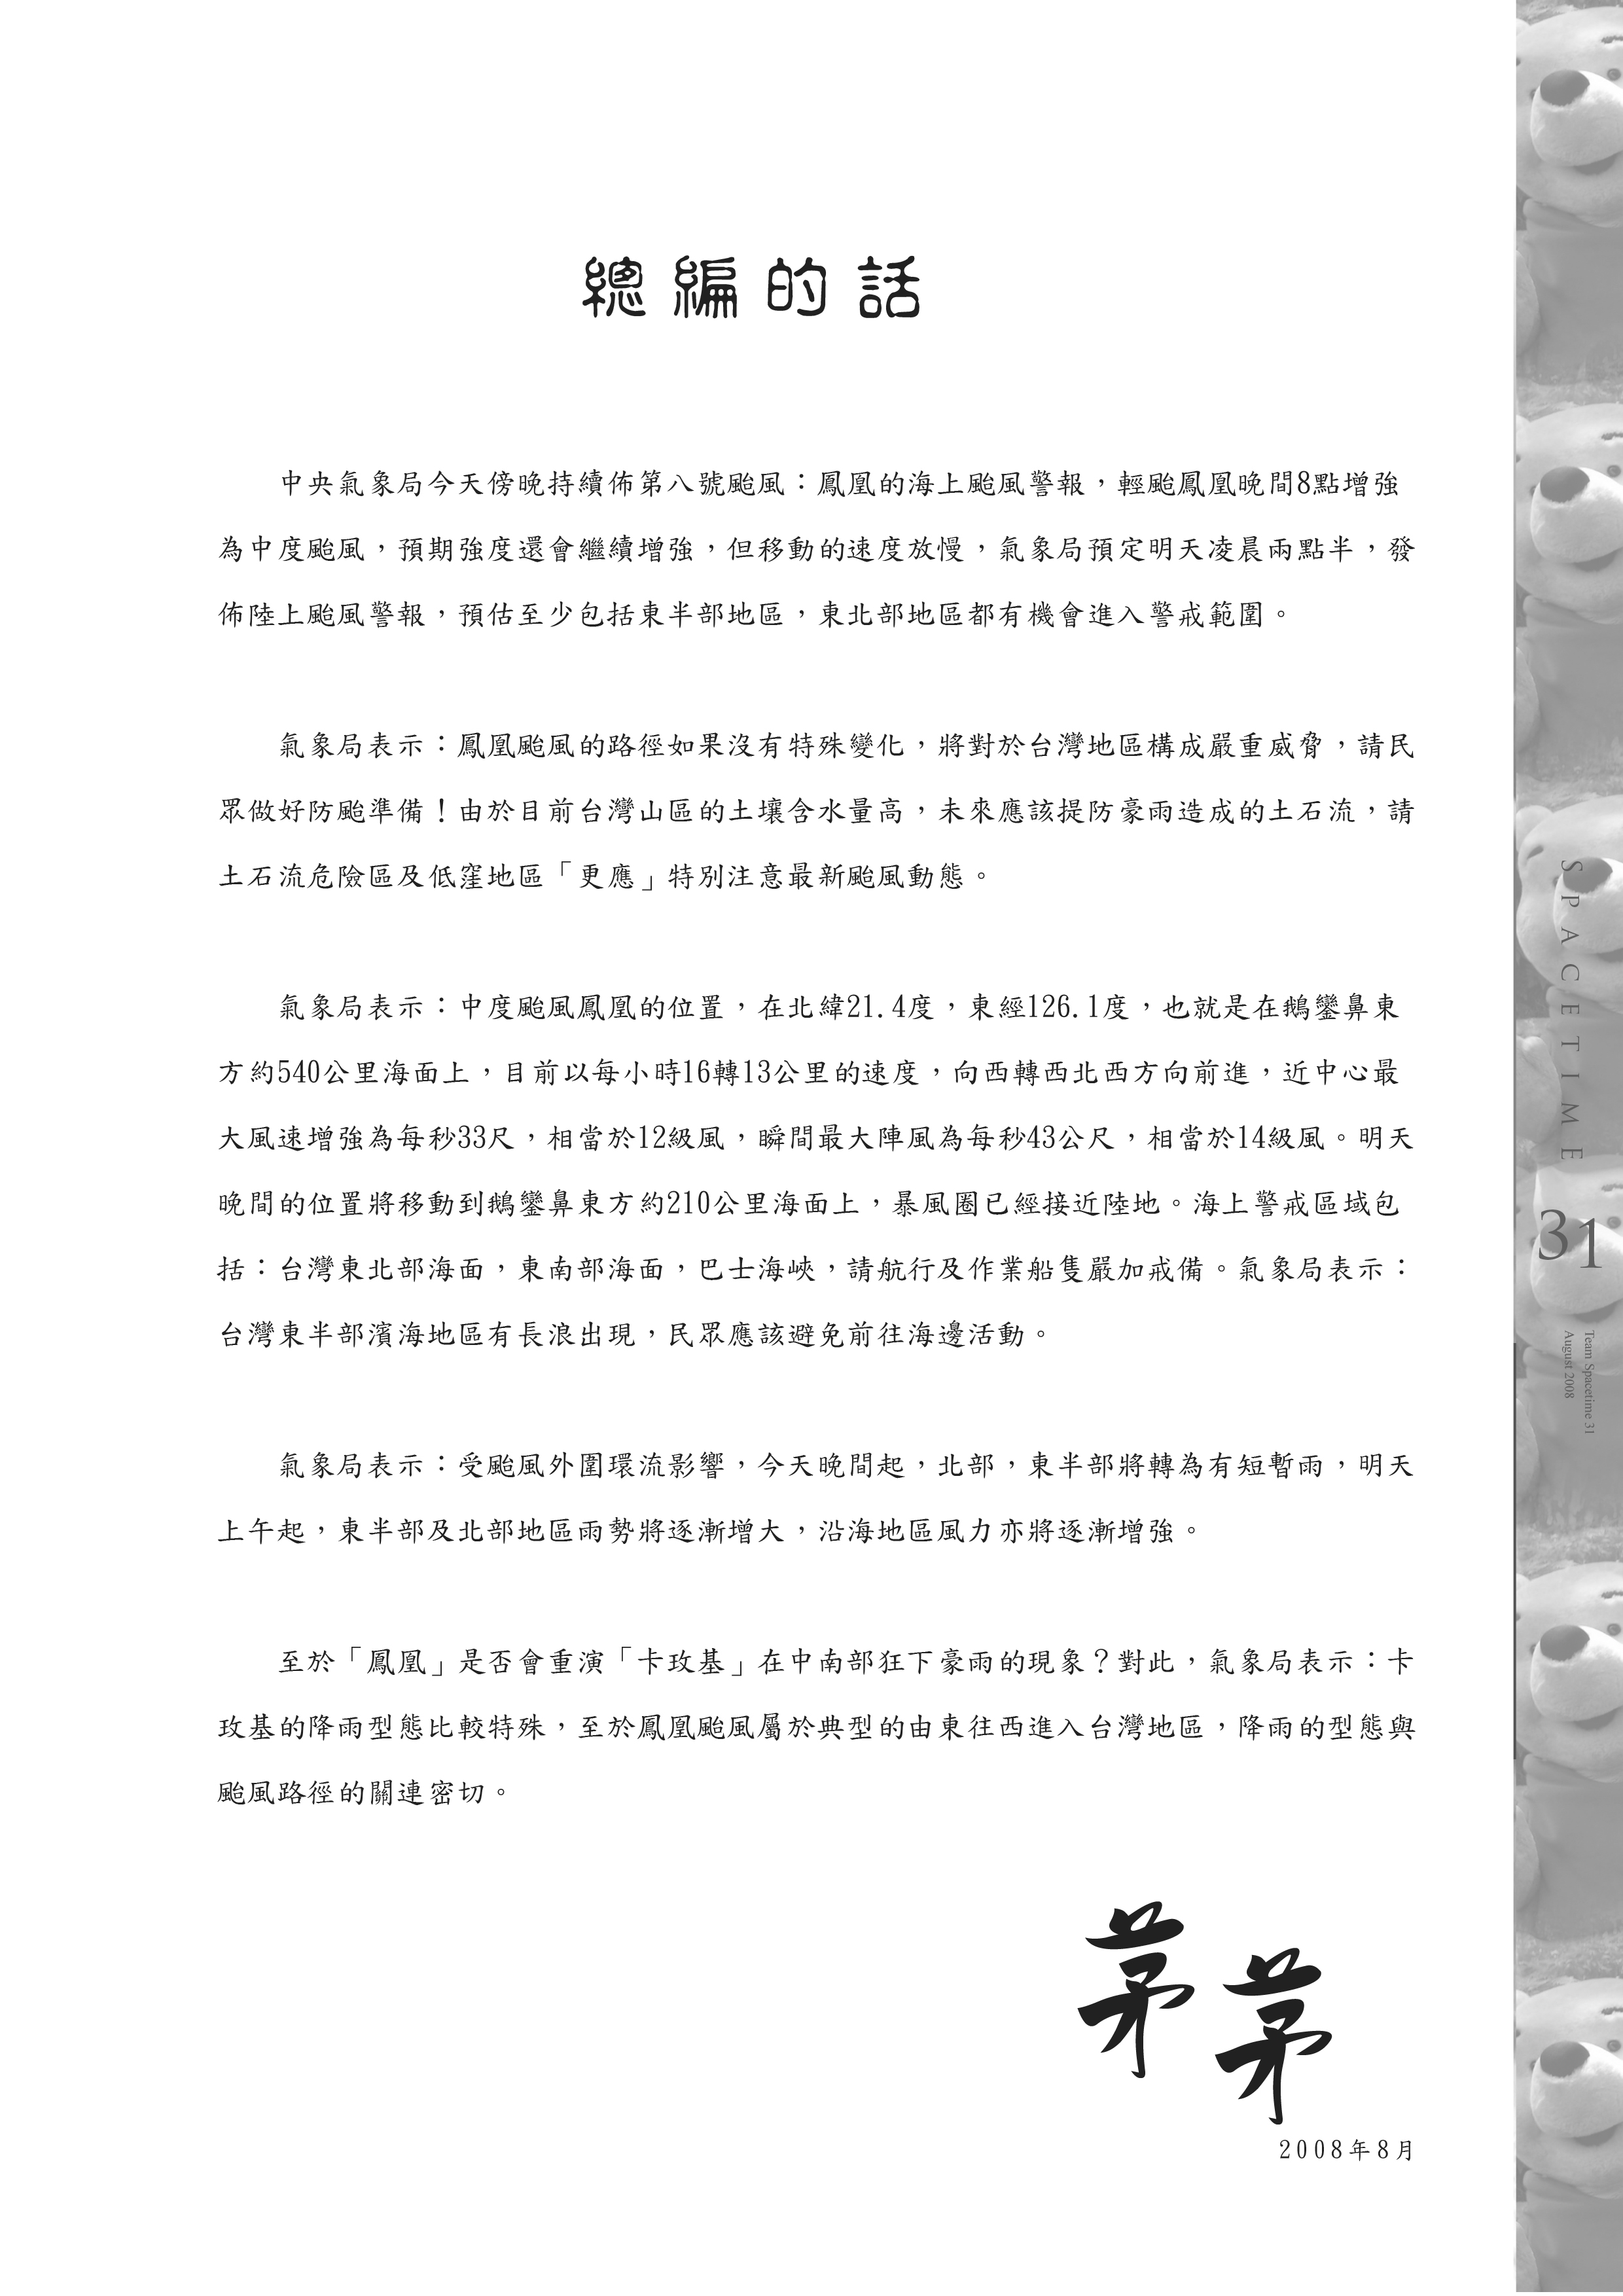 總編的話
中央氣象局今天傍晚持續佈第八號颱風：鳳凰的海上颱風警報，輕颱鳳凰晚間8點增強
為中度颱風，預期強度還會繼續增強，但移動的速度放慢，氣象局預定明天凌晨兩點半，發
佈陸上颱風警報，預估至少包括東半部地區，東北部地區都有機會進入警戒範圍。
氣象局表示：鳳凰颱風的路徑如果沒有特殊變化，將對於台灣地區構成嚴重威脅，請民
眾做好防颱準備！由於目前台灣山區的土壤含水量高，未來應該提防豪雨造成的土石流，請
土石流危險區及低窪地區「更應」特別注意最新颱風動態。
氣象局表示：中度颱風鳳凰的位置，在北緯21.4度，東經126.1度，也就是在鵝鑾鼻東
方約540公里海面上，目前以每小時16轉13公里的速度，向西轉西北西方向前進，近中心最
大風速增強為每秒33尺，相當於12級風，瞬間最大陣風為每秒43公尺，相當於14級風。明天
晚間的位置將移動到鵝鑾鼻東方約210公里海面上，暴風圈已經接近陸地。海上警戒區域包
括：台灣東北部海面，東南部海面，巴士海峽，請航行及作業船隻嚴加戒備。氣象局表示：
台灣東半部濱海地區有長浪出現，民眾應該避免前往海邊活動。
氣象局表示：受颱風外圍環流影響，今天晚間起，北部，東半部將轉為有短暫雨，明天
上午起，東半部及北部地區雨勢將逐漸增大，沿海地區風力亦將逐漸增強。
至於「鳳凰」是否會重演「卡玫基」在中南部狂下豪雨的現象？對此，氣象局表示：卡
玫基的降雨型態比較特殊，至於鳳凰颱風屬於典型的由東往西進入台灣地區，降雨的型態與
颱風路徑的關連密切。
茅茅
2008年8月
SPACETIME
31
Team Spacetime 31
August 2008